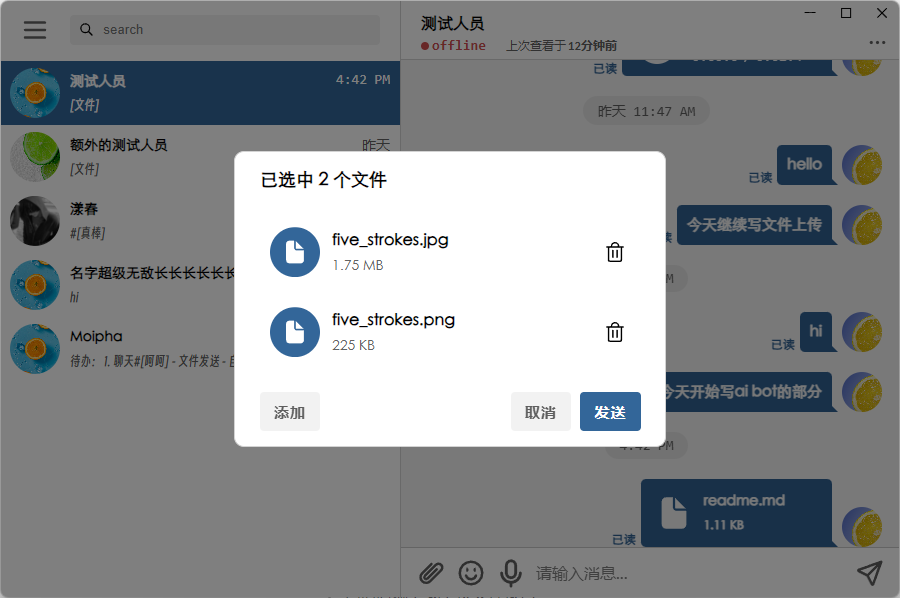 search
测试人员
4:42 PM
[文件]
额外的测试人员
昨天
[文件]
漾春
#[真棒]
名字超级无敌长长长长长长
hi
Moipha
待办：1. 聊天#[呵呵] - 文件发送 -
测试人员
offline
上次查看于 12分钟前
已读
昨天 11:47 AM
hello
已读
今天继续写文件上传
hi
已读
今天开始写ai bot的部分
4:42 PM
readme.md
1.11 KB
已读
请输入消息...
已选中 2 个文件
five_strokes.jpg
1.75 MB
five_strokes.png
225 KB
添加
取消
发送